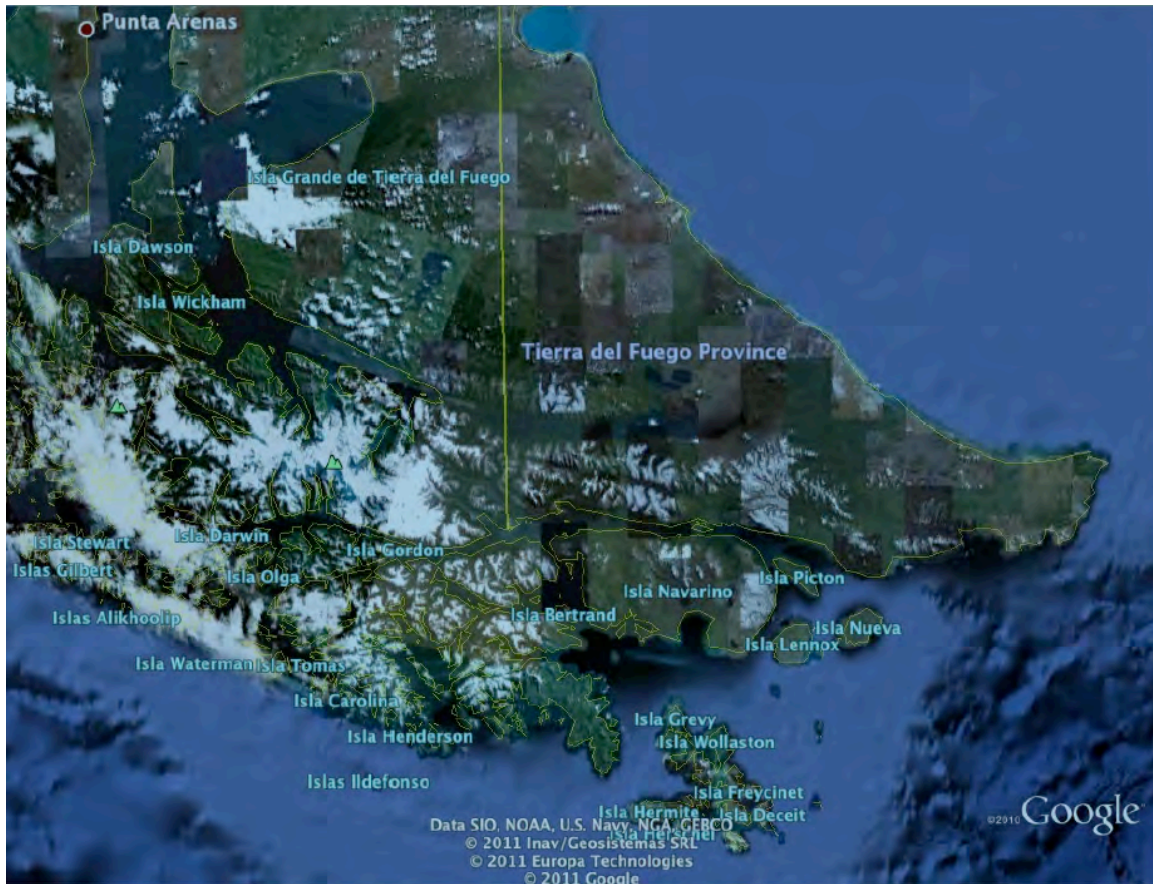 Punta Arenas
Isla Grande de Tierra del Fuego
Isla Dawson
Isla Wickham
Tierra del Fuego Province
Isla Stewart
Isla Darwin
Isla Gordon
Islas Gilbert
Isla Olga
Isla Picton
Isla Navarino
Islas Alikhoolip
Isla Bertrand
Isla Nueva
Isla Lennox
Isla Waterman
Isla Tomas
Isla Carolina
Isla Grevy
Isla Henderson
Isla Wollaston
Islas Ildefonso
Isla Freycinet
Isla Hermite
Isla Deceit
Isla Herschel
Data SIO, NOAA, U.S. Navy, NGA, GEBCO
© 2011 Inav/Geosistemas SRL
© 2011 Europa Technologies
© 2011 Google
©2010 Google